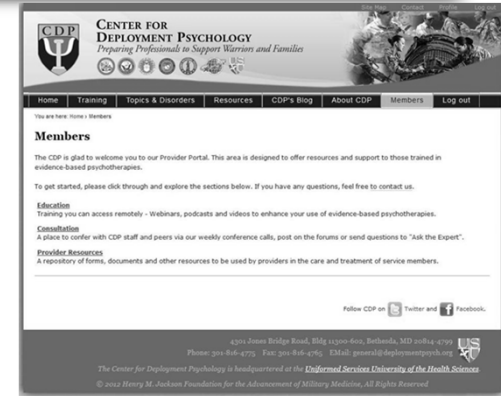 Site Map Contact Profile Log out
CDP
CENTER FOR
DEPLOYMENT PSYCHOLOGY
Preparing Professionals to Support Warriors and Families
Home Training Topics & Disorders Resources CDP's Blog About CDP Members Log out
You are here: Home › Members
Members
The CDP is glad to welcome you to our Provider Portal. This area is designed to offer resources and support to those trained in
evidence-based psychotherapies.
To get started, please click through and explore the sections below. If you have any questions, feel free to contact us.
Education
Training you can access remotely - Webinars, podcasts and videos to enhance your use of evidence-based psychotherapies.
Consultation
A place to confer with CDP staff and peers via our weekly conference calls, post on the forums or send questions to "Ask the Expert".
Provider Resources
A repository of forms, documents and other resources to be used by providers in the care and treatment of service members.
Follow CDP on Twitter and Facebook.
4301 Jones Bridge Road, Bldg 11300-602, Bethesda, MD 20814-4799
Phone: 301-816-4775 Fax: 301-816-4765 EMail: general@deploymentpsych.org
The Center for Deployment Psychology is headquartered at the Uniformed Services University of the Health Sciences
© 2012 Henry M. Jackson Foundation for the Advancement of Military Medicine, All Rights Reserved